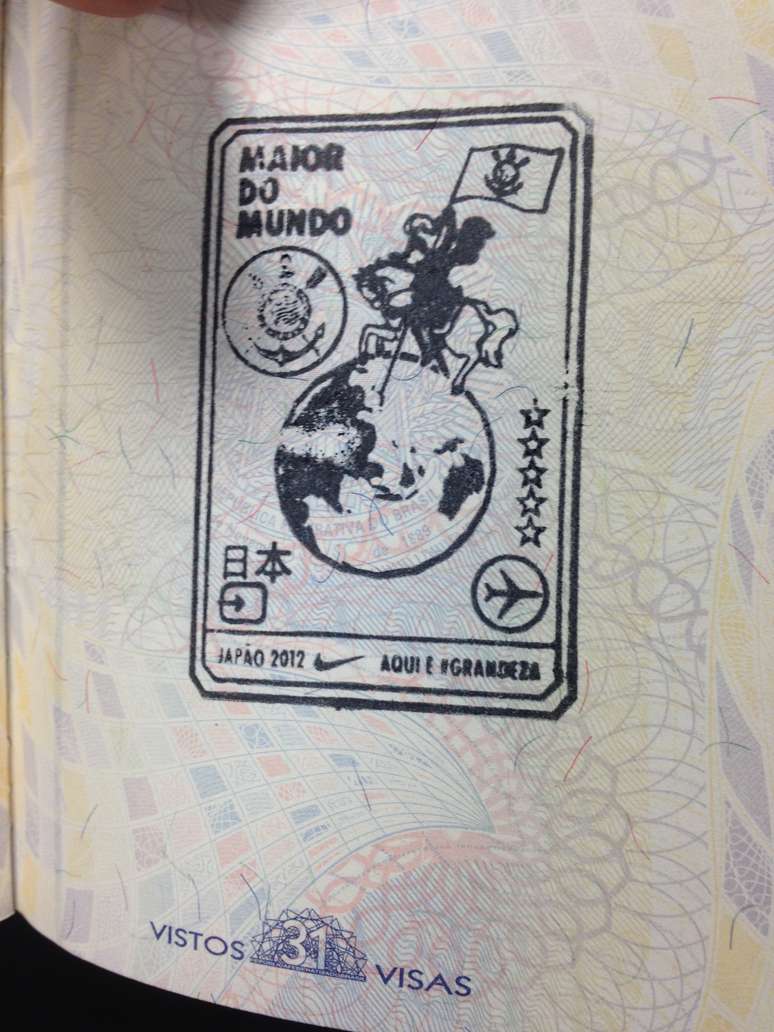 MAIOR
DO
MUNDO
日本
JAPÃO 2012
AQUI É #GRANDEZA
VISTOS 31 VISAS